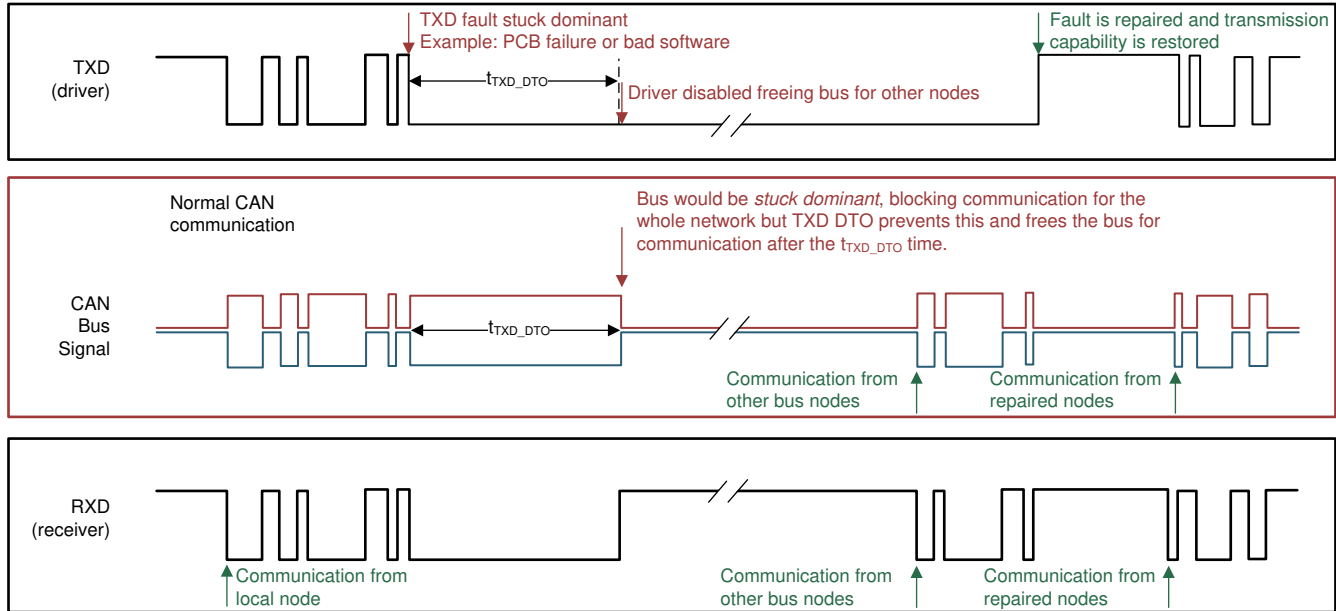 TXD fault stuck dominant
Example: PCB failure or bad software
Fault is repaired and transmission
capability is restored
TXD
(driver)
tTXD_DTO
Driver disabled freeing bus for other nodes
Normal CAN
communication
Bus would be stuck dominant, blocking communication for the
whole network but TXD DTO prevents this and frees the bus for
communication after the tTXD_DTO time.
CAN
Bus
Signal
tTXD_DTO
Communication from
other bus nodes
Communication from
repaired nodes
RXD
(receiver)
Communication from
local node
Communication from
other bus nodes
Communication from
repaired nodes